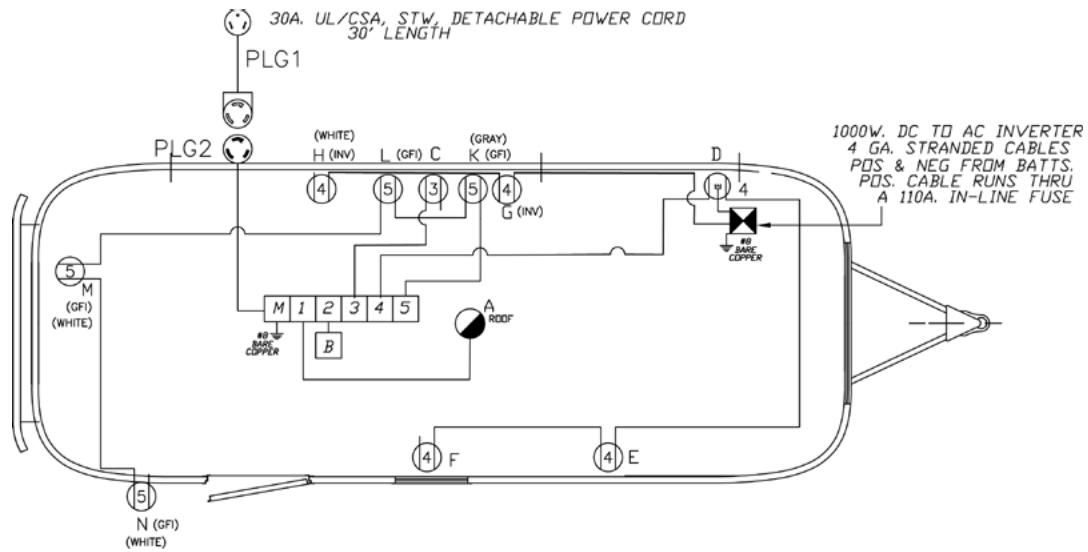 30A. UL/CSA, STW, DETACHABLE POWER CORD
30' LENGTH
PLG1
PLG2
1000W. DC TO AC INVERTER
4 GA. STRANDED CABLES
POS & NEG FROM BATTS.
POS. CABLE RUNS THRU
A 110A. IN-LINE FUSE
(WHITE)
H (INV)
L (GFI)
C
(GRAY)
K (GFI)
D
4
5
3
5
4
4
G (INV)
#8
BARE
COPPER
5
M
(GFI)
(WHITE)
M 1 2 3 4 5
#8
BARE
COPPER
B
A
ROOF
4
F
4
E
5
N (GFI)
(WHITE)